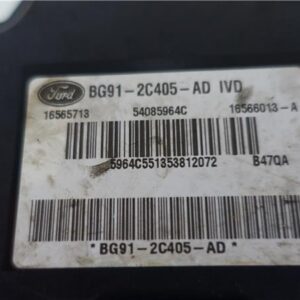 Ford BG91-2C405-AD IVD
16565713 54085964C 16566013-A
5964C551353812072 B47QA
*BG91-2C405-AD*